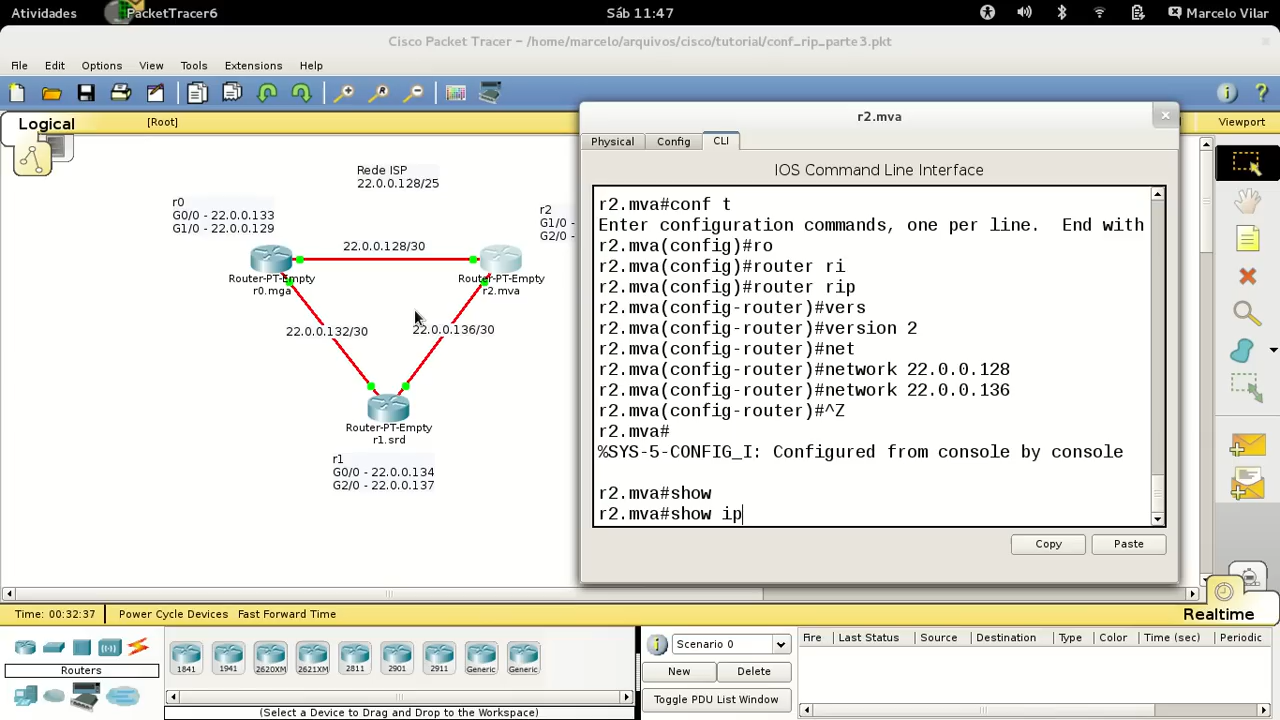 Atividades
PacketTracer6
Sáb 11:47
Marcelo Vilar
Cisco Packet Tracer – /home/marcelo/arquivos/cisco/tutorial/conf_rip_parte3.pkt
File Edit Options View Tools Extensions Help
Logical
[Root]
Viewport
Rede ISP
22.0.0.128/25
r0
G0/0 - 22.0.0.133
G1/0 - 22.0.0.129
r2
G1/0 -
G2/0 -
22.0.0.128/30
Router-PT-Empty
r0.mga
Router-PT-Empty
r2.mva
22.0.0.132/30
22.0.0.136/30
Router-PT-Empty
r1.srd
r1
G0/0 - 22.0.0.134
G2/0 - 22.0.0.137
r2.mva
Physical Config CLI
IOS Command Line Interface
r2.mva#conf t
Enter configuration commands, one per line.  End with
r2.mva(config)#ro
r2.mva(config)#router ri
r2.mva(config)#router rip
r2.mva(config-router)#vers
r2.mva(config-router)#version 2
r2.mva(config-router)#net
r2.mva(config-router)#network 22.0.0.128
r2.mva(config-router)#network 22.0.0.136
r2.mva(config-router)#^Z
r2.mva#
%SYS-5-CONFIG_I: Configured from console by console
r2.mva#show
r2.mva#show ip
Copy Paste
Time: 00:32:37 Power Cycle Devices Fast Forward Time
Realtime
Routers
1841 1941 2620XM 2621XM 2811 2901 2911 Generic Generic
(Select a Device to Drag and Drop to the Workspace)
Scenario 0
New Delete
Toggle PDU List Window
Fire Last Status Source Destination Type Color Time (sec) Periodic